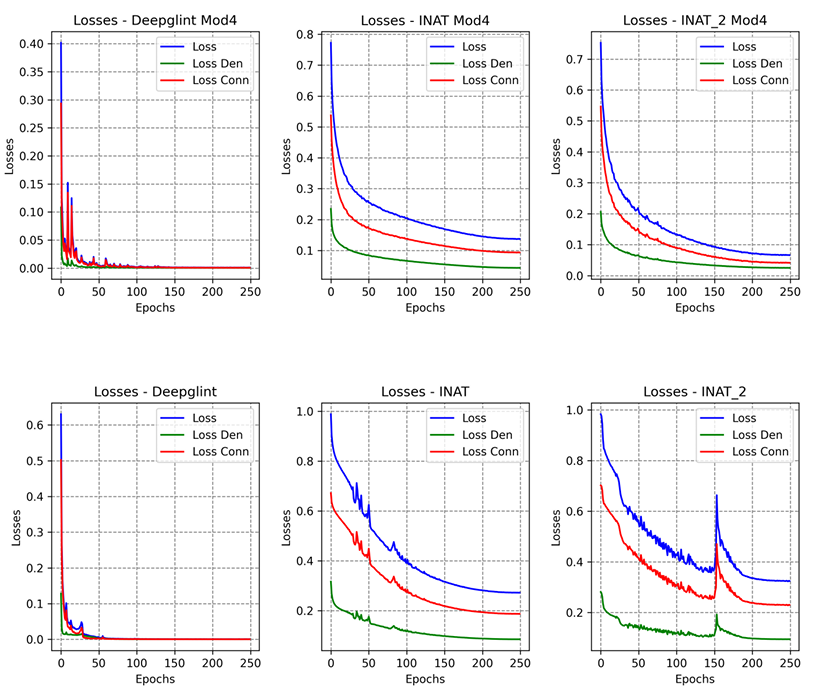 Losses - Deepglint Mod4
Losses
0.40
0.35
0.30
0.25
0.20
0.15
0.10
0.05
0.00
Loss
Loss Den
Loss Conn
0 50 100 150 200 250
Epochs
Losses - INAT Mod4
Losses
0.8
0.7
0.6
0.5
0.4
0.3
0.2
0.1
Loss
Loss Den
Loss Conn
0 50 100 150 200 250
Epochs
Losses - INAT_2 Mod4
Losses
0.7
0.6
0.5
0.4
0.3
0.2
0.1
0.0
Loss
Loss Den
Loss Conn
0 50 100 150 200 250
Epochs
Losses - Deepglint
Losses
0.6
0.5
0.4
0.3
0.2
0.1
0.0
Loss
Loss Den
Loss Conn
0 50 100 150 200 250
Epochs
Losses - INAT
Losses
1.0
0.8
0.6
0.4
0.2
Loss
Loss Den
Loss Conn
0 50 100 150 200 250
Epochs
Losses - INAT_2
Losses
1.0
0.8
0.6
0.4
0.2
Loss
Loss Den
Loss Conn
0 50 100 150 200 250
Epochs